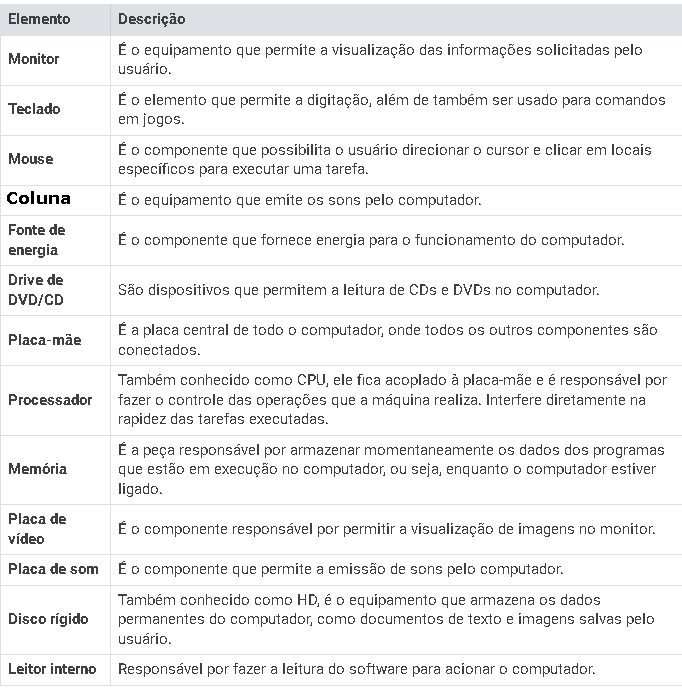 Elemento Descrição
Monitor É o equipamento que permite a visualização das informações solicitadas pelo
usuário.
Teclado É o elemento que permite a digitação, além de também ser usado para comandos
em jogos.
Mouse É o componente que possibilita o usuário direcionar o cursor e clicar em locais
específicos para executar uma tarefa.
Coluna É o equipamento que emite os sons pelo computador.
Fonte de
energia É o componente que fornece energia para o funcionamento do computador.
Drive de
DVD/CD São dispositivos que permitem a leitura de CDs e DVDs no computador.
Placa-mãe É a placa central de todo o computador, onde todos os outros componentes são
conectados.
Processador Também conhecido como CPU, ele fica acoplado à placa-mãe e é responsável por
fazer o controle das operações que a máquina realiza. Interfere diretamente na
rapidez das tarefas executadas.
Memória É a peça responsável por armazenar momentaneamente os dados dos programas
que estão em execução no computador, ou seja, enquanto o computador estiver
ligado.
Placa de
vídeo É o componente responsável por permitir a visualização de imagens no monitor.
Placa de som É o componente que permite a emissão de sons pelo computador.
Disco rígido Também conhecido como HD, é o equipamento que armazena os dados
permanentes do computador, como documentos de texto e imagens salvas pelo
usuário.
Leitor interno Responsável por fazer a leitura do software para acionar o computador.